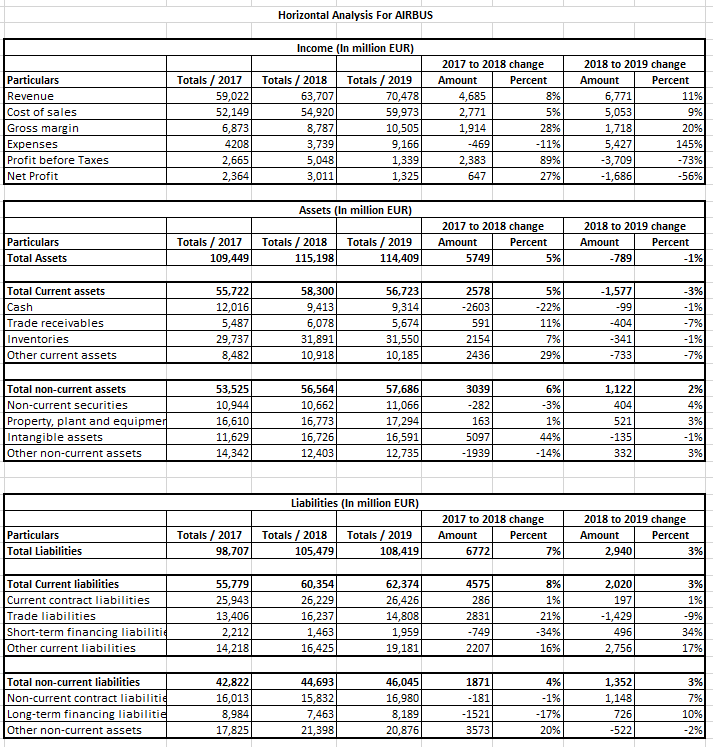 Horizontal Analysis For AIRBUS
Income (In million EUR)
2017 to 2018 change 2018 to 2019 change
Particulars Totals / 2017 Totals / 2018 Totals / 2019 Amount Percent Amount Percent
Revenue 59,022 63,707 70,478 4,685 8% 6,771 11%
Cost of sales 52,149 54,920 59,973 2,771 5% 5,053 9%
Gross margin 6,873 8,787 10,505 1,914 28% 1,718 20%
Expenses 4208 3,739 9,166 -469 -11% 5,427 145%
Profit before Taxes 2,665 5,048 1,339 2,383 89% -3,709 -73%
Net Profit 2,364 3,011 1,325 647 27% -1,686 -56%
Assets (In million EUR)
2017 to 2018 change 2018 to 2019 change
Particulars Totals / 2017 Totals / 2018 Totals / 2019 Amount Percent Amount Percent
Total Assets 109,449 115,198 114,409 5749 5% -789 -1%
Total Current assets 55,722 58,300 56,723 2578 5% -1,577 -3%
Cash 12,016 9,413 9,314 -2603 -22% -99 -1%
Trade receivables 5,487 6,078 5,674 591 11% -404 -7%
Inventories 29,737 31,891 31,550 2154 7% -341 -1%
Other current assets 8,482 10,918 10,185 2436 29% -733 -7%
Total non-current assets 53,525 56,564 57,686 3039 6% 1,122 2%
Non-current securities 10,944 10,662 11,066 -282 -3% 404 4%
Property, plant and equipmer 16,610 16,773 17,294 163 1% 521 3%
Intangible assets 11,629 16,726 16,591 5097 44% -135 -1%
Other non-current assets 14,342 12,403 12,735 -1939 -14% 332 3%
Liabilities (In million EUR)
2017 to 2018 change 2018 to 2019 change
Particulars Totals / 2017 Totals / 2018 Totals / 2019 Amount Percent Amount Percent
Total Liabilities 98,707 105,479 108,419 6772 7% 2,940 3%
Total Current liabilities 55,779 60,354 62,374 4575 8% 2,020 3%
Current contract liabilities 25,943 26,229 26,426 286 1% 197 1%
Trade liabilities 13,406 16,237 14,808 2831 21% -1,429 -9%
Short-term financing liabilitie 2,212 1,463 1,959 -749 -34% 496 34%
Other current liabilities 14,218 16,425 19,181 2207 16% 2,756 17%
Total non-current liabilities 42,822 44,693 46,045 1871 4% 1,352 3%
Non-current contract liabilitie 16,013 15,832 16,980 -181 -1% 1,148 7%
Long-term financing liabilitie 8,984 7,463 8,189 -1521 -17% 726 10%
Other non-current assets 17,825 21,398 20,876 3573 20% -522 -2%